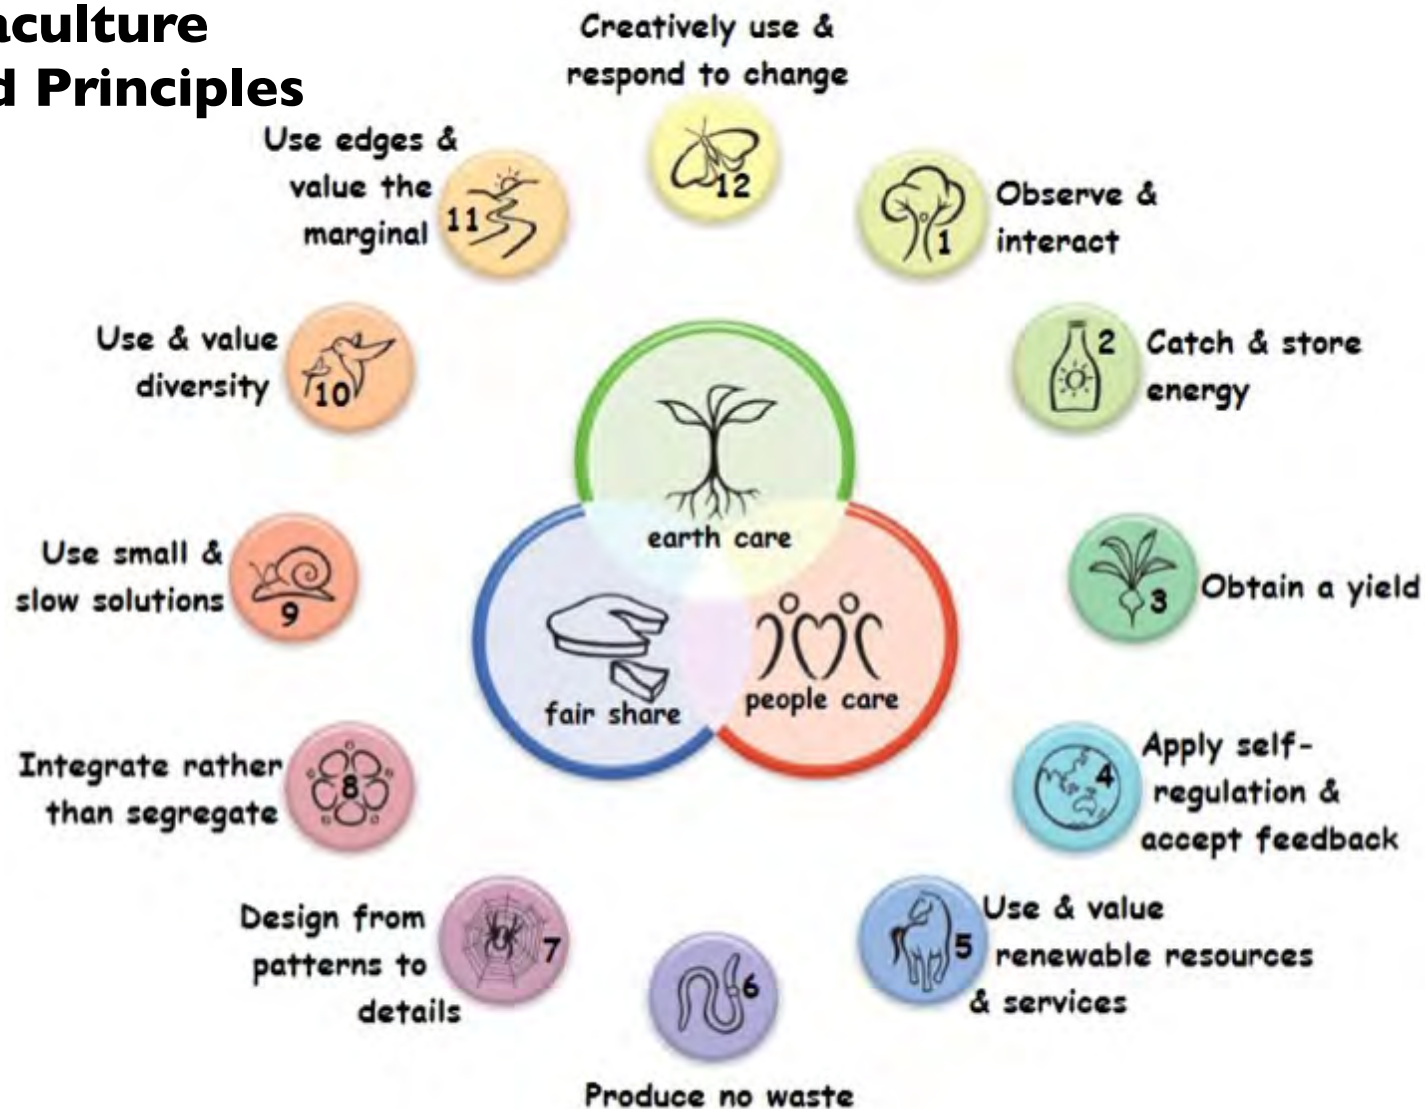 aculture
d Principles
Creatively use &
respond to change
12
Observe &
interact
1
2
Catch & store
energy
3
Obtain a yield
4
Apply self-
regulation &
accept feedback
5
Use & value
renewable resources
& services
6
Produce no waste
7
Design from
patterns to
details
8
Integrate rather
than segregate
9
Use small &
slow solutions
10
Use & value
diversity
11
Use edges &
value the
marginal
earth care
fair share
people care